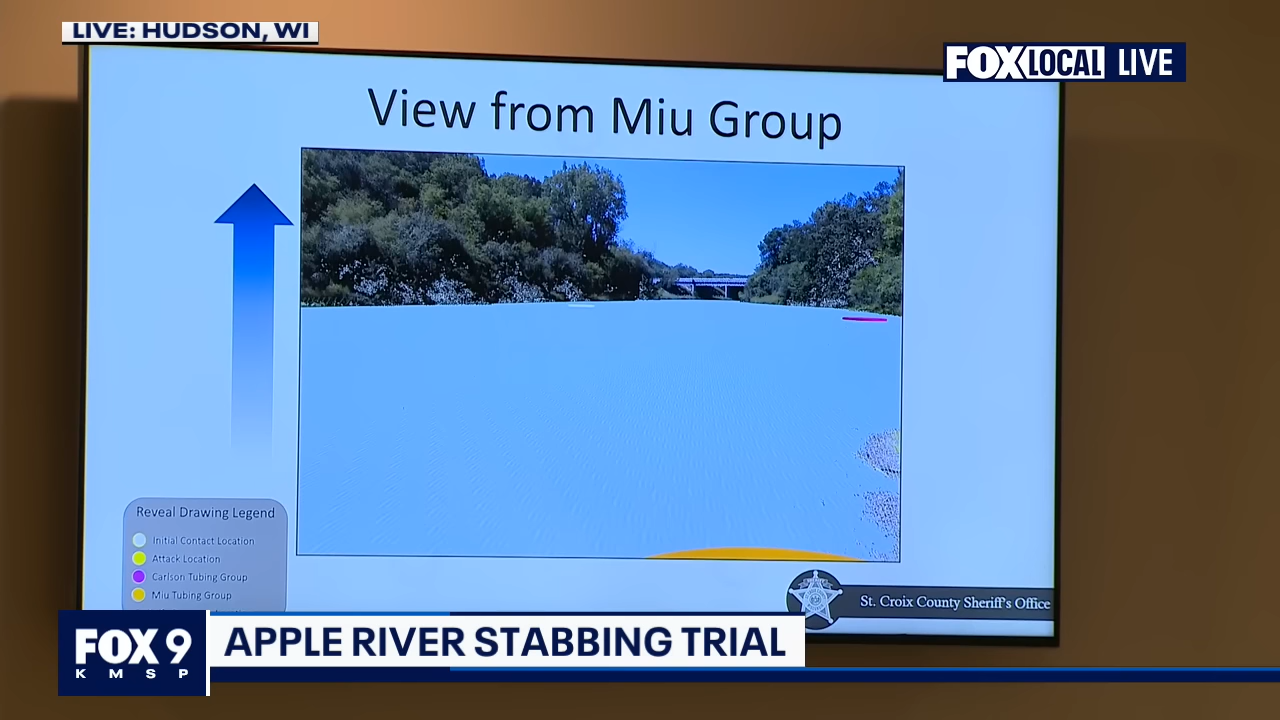 LIVE: HUDSON, WI
FOX LOCAL LIVE
View from Miu Group
Reveal Drawing Legend
Initial Contact Location
Attack Location
Carlson Tubing Group
Miu Tubing Group
St. Croix County Sheriff's Office
FOX 9
KMSP
APPLE RIVER STABBING TRIAL